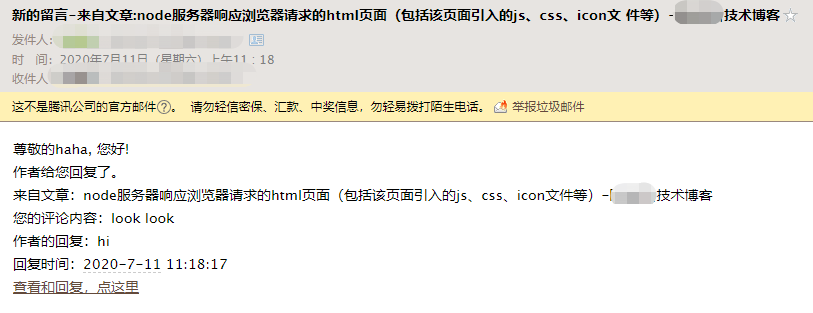 新的留言-来自文章:node服务器响应浏览器请求的html页面（包括该页面引入的js、css、icon文 件等）- 技术博客
发件人：
时 间：2020年7月11日（星期六）上午11：18
收件人
这不是腾讯公司的官方邮件?。 请勿轻信密保、汇款、中奖信息，勿轻易拨打陌生电话。 举报垃圾邮件
尊敬的haha, 您好!
作者给您回复了。
来自文章：node服务器响应浏览器请求的html页面（包括该页面引入的js、css、icon文件等）- 技术博客
您的评论内容：look look
作者的回复：hi
回复时间：2020-7-11 11:18:17
查看和回复，点这里